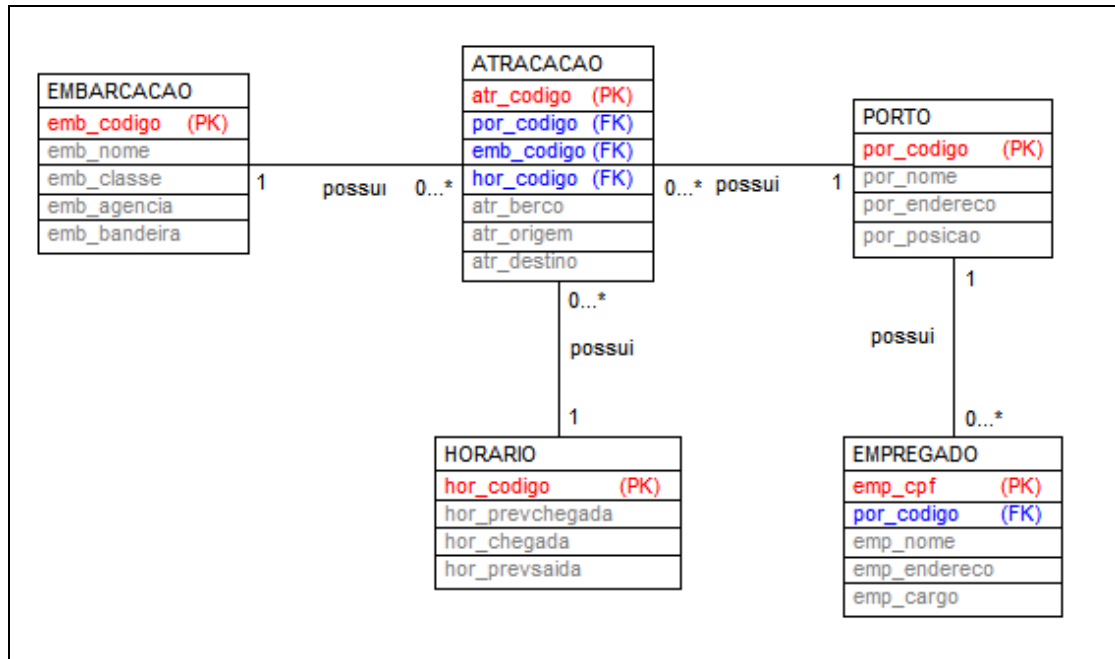 EMBARCACAO
emb_codigo (PK)
emb_nome
emb_classe
emb_agencia
emb_bandeira
1 possui 0...*
ATRACACAO
atr_codigo (PK)
por_codigo (FK)
emb_codigo (FK)
hor_codigo (FK)
atr_berco
atr_origem
atr_destino
0...* possui 1
PORTO
por_codigo (PK)
por_nome
por_endereco
por_posicao
0...*
possui
1
HORARIO
hor_codigo (PK)
hor_prevchegada
hor_chegada
hor_prevsaida
1
possui
0...*
EMPREGADO
emp_cpf (PK)
por_codigo (FK)
emp_nome
emp_endereco
emp_cargo